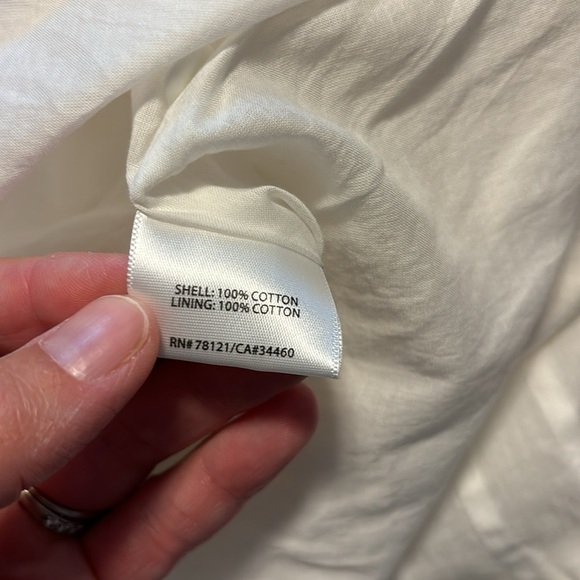 SHELL: 100% COTTON
LINING: 100% COTTON
RN# 78121/CA#34460